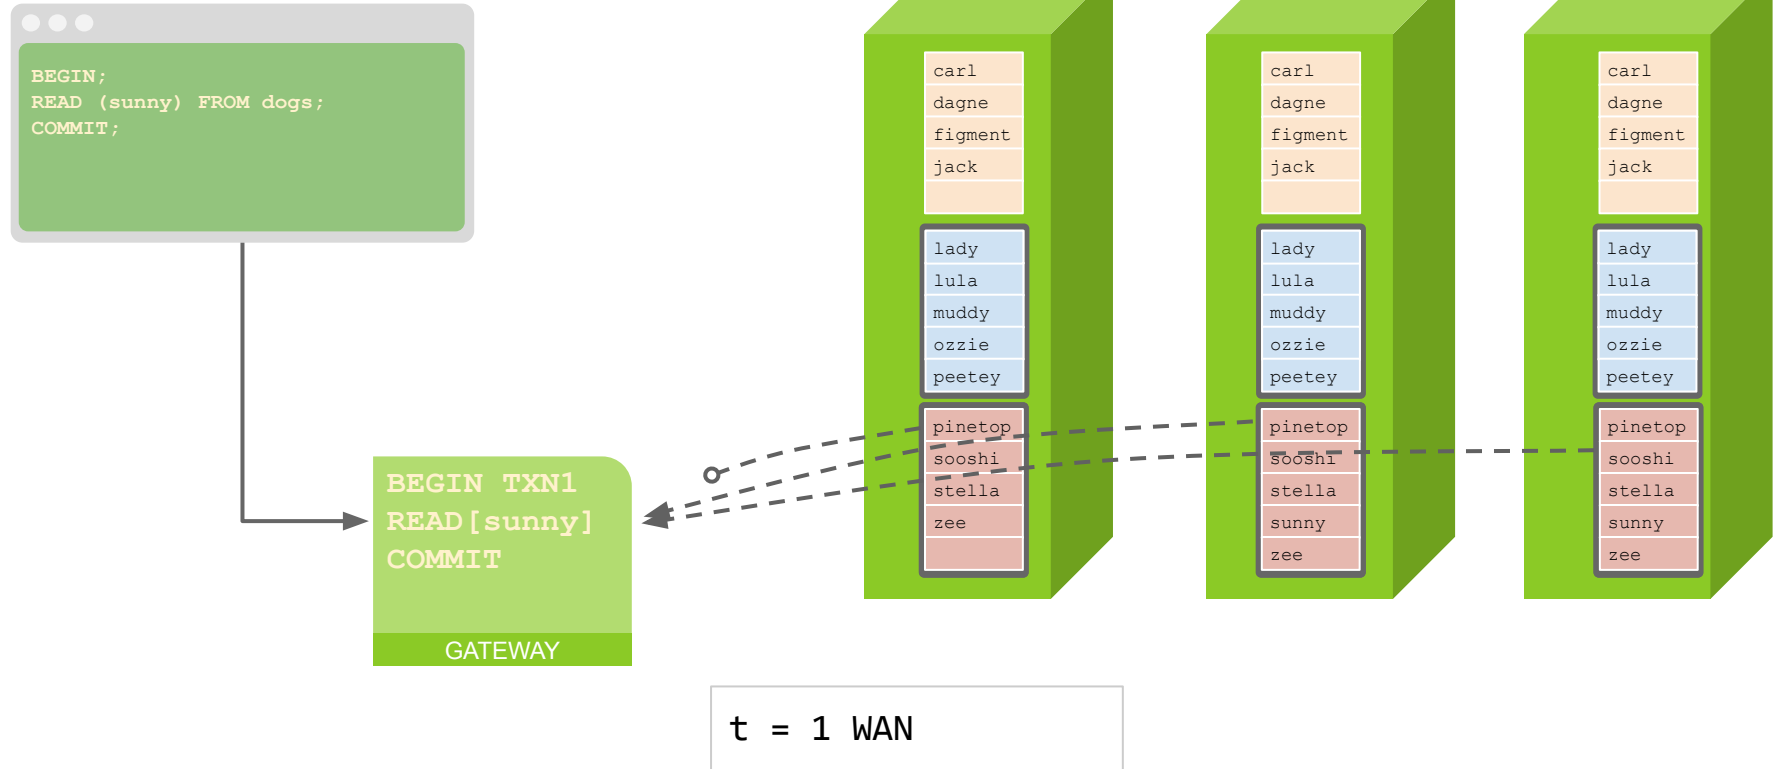 BEGIN;
READ (sunny) FROM dogs;
COMMIT;
BEGIN TXN1
READ[sunny]
COMMIT
GATEWAY
carl
dagne
figment
jack
lady
lula
muddy
ozzie
peetey
pinetop
sooshi
stella
zee
carl
dagne
figment
jack
lady
lula
muddy
ozzie
peetey
pinetop
sooshi
stella
sunny
zee
carl
dagne
figment
jack
lady
lula
muddy
ozzie
peetey
pinetop
sooshi
stella
sunny
zee
t = 1 WAN